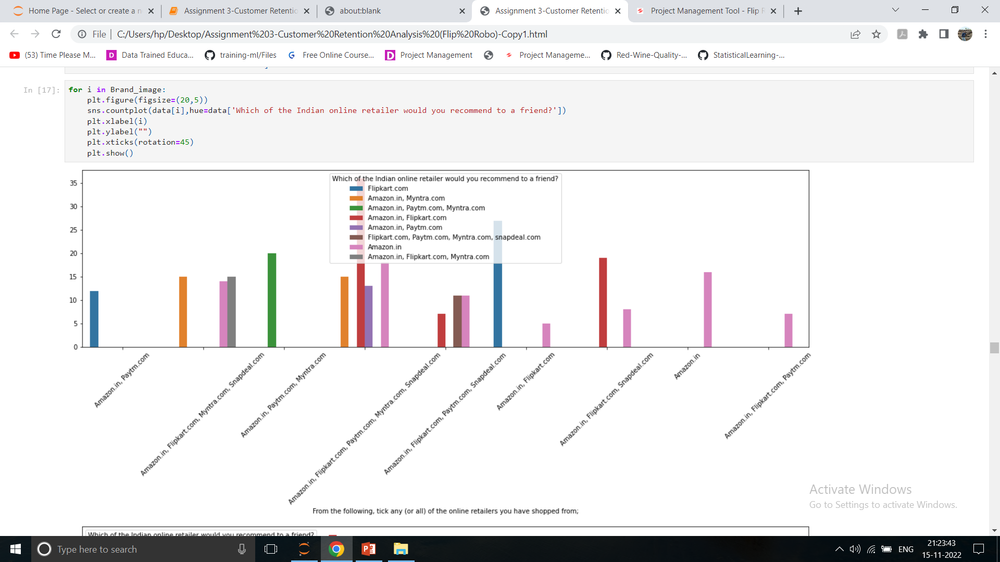 Home Page - Select or create a n
Assignment 3-Customer Retentio
about:blank
Assignment 3-Customer Retentio
Project Management Tool - Flip R
File | C:/Users/hp/Desktop/Assignment%203-Customer%20Retention%20Analysis%20(Flip%20Robo)-Copy1.html
(53) Time Please M...
Data Trained Educa...
training-ml/Files
Free Online Course...
Project Management
Project Manageme...
Red-Wine-Quality-...
StatisticalLearning-...
In [17]:
for i in Brand_image:
    plt.figure(figsize=(20,5))
    sns.countplot(data[i],hue=data['Which of the Indian online retailer would you recommend to a friend?'])
    plt.xlabel(i)
    plt.ylabel("")
    plt.xticks(rotation=45)
    plt.show()
Which of the Indian online retailer would you recommend to a friend?
Flipkart.com
Amazon.in, Myntra.com
Amazon.in, Paytm.com, Myntra.com
Amazon.in, Flipkart.com
Amazon.in, Paytm.com
Flipkart.com, Paytm.com, Myntra.com, snapdeal.com
Amazon.in
Amazon.in, Flipkart.com, Myntra.com
35
30
25
20
15
10
5
0
Amazon.in, Paytm.com
Amazon.in, Flipkart.com, Myntra.com, Snapdeal.com
Amazon.in, Paytm.com, Myntra.com
Amazon.in, Flipkart.com, Paytm.com, Myntra.com, Snapdeal.com
Amazon.in, Flipkart.com, Paytm.com, Snapdeal.com
Amazon.in, Flipkart.com
Amazon.in, Flipkart.com, Snapdeal.com
Amazon.in
Amazon.in, Flipkart.com, Paytm.com
From the following, tick any (or all) of the online retailers you have shopped from;
Activate Windows
Go to Settings to activate Windows.
Which of the Indian online retailer would you recommend to a friend?
Type here to search
ENG
21:23:43
15-11-2022